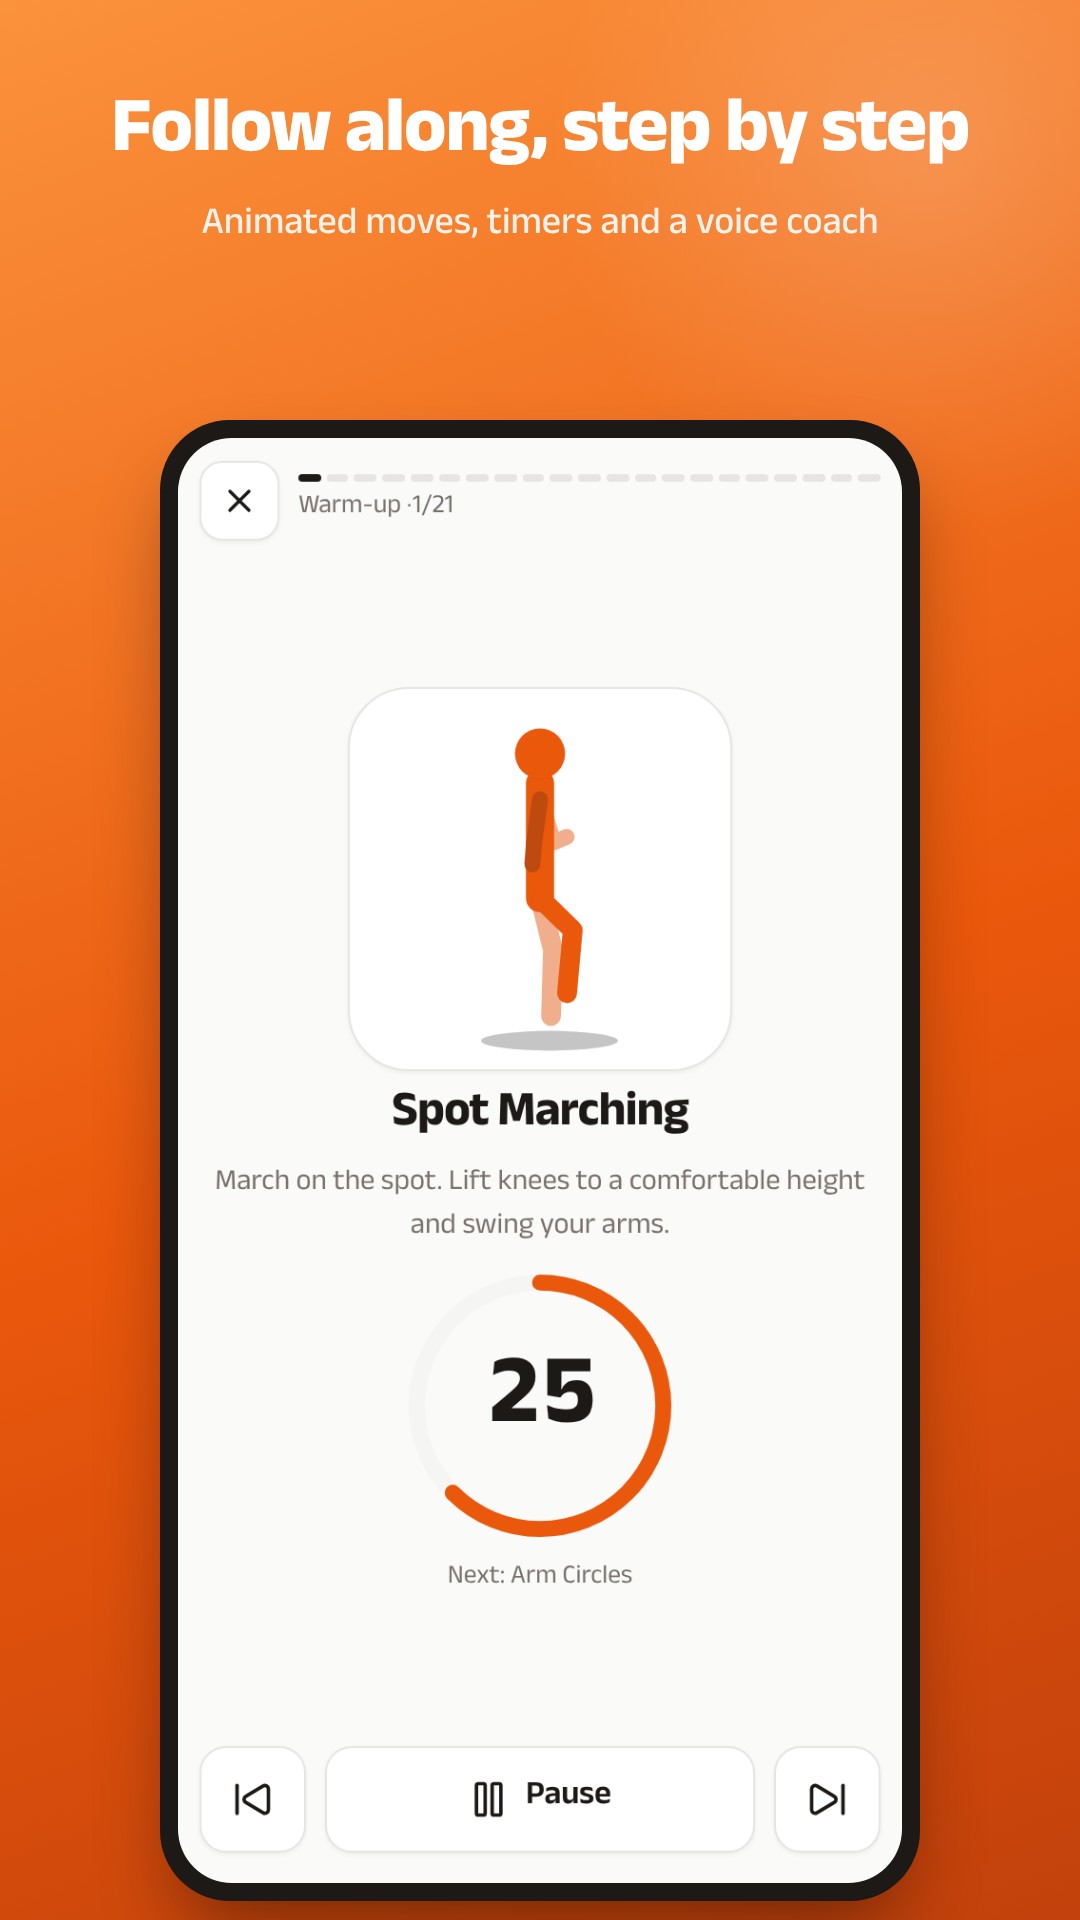 Follow along, step by step
Animated moves, timers and a voice coach
Warm-up ·1/21
Spot Marching
March on the spot. Lift knees to a comfortable height
and swing your arms.
25
Next: Arm Circles
Pause